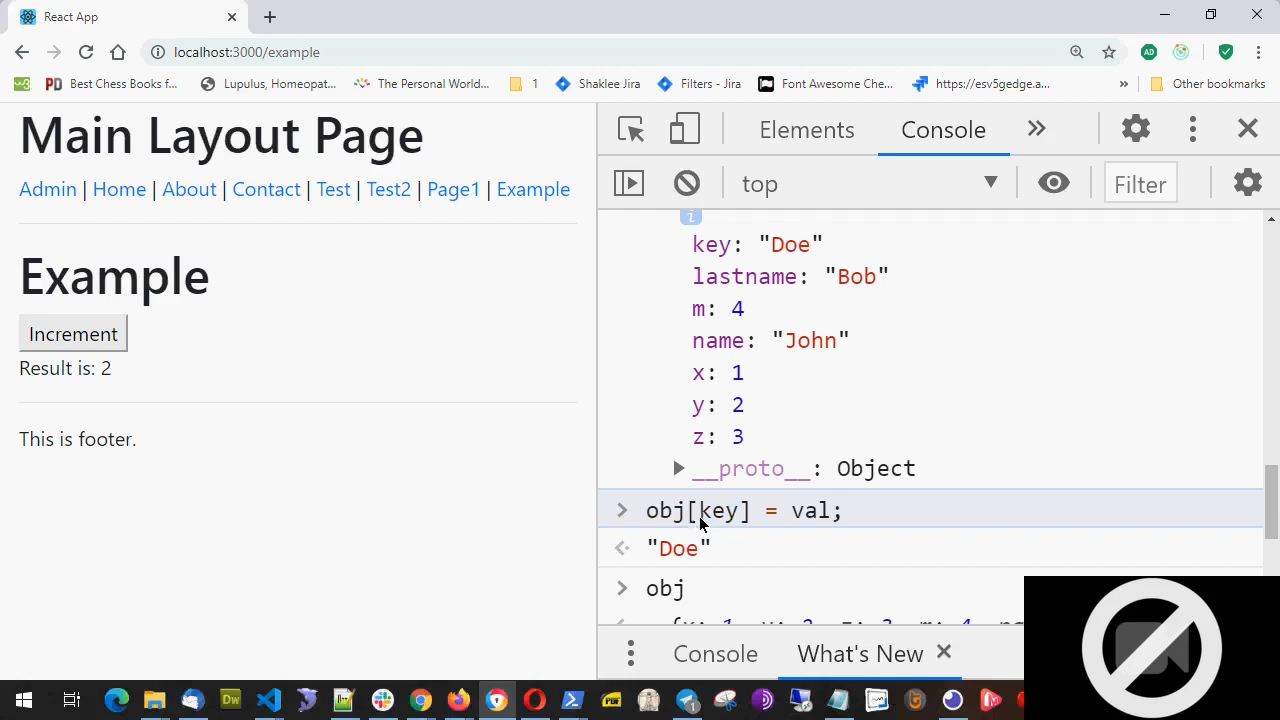 React App
localhost:3000/example
Best Chess Books f...
Lupulus, Homeopat...
The Personal World...
1
Shaklee Jira
Filters - Jira
Font Awesome Che...
https://esv5gedge.a...
»
Other bookmarks
Main Layout Page
Admin | Home | About | Contact | Test | Test2 | Page1 | Example
Example
Increment
Result is: 2
This is footer.
Elements
Console
top
Filter
key: "Doe"
lastname: "Bob"
m: 4
name: "John"
x: 1
y: 2
z: 3
__proto__: Object
obj[key] = val;
"Doe"
obj
Console
What's New